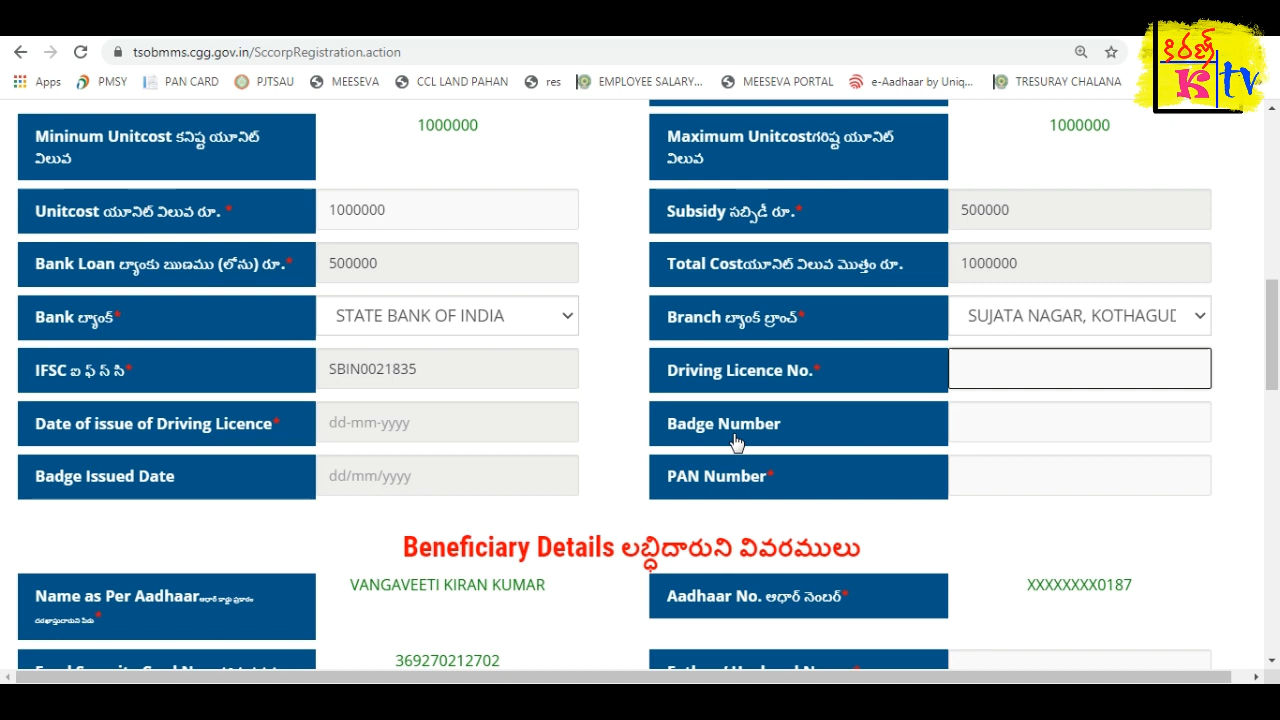 కిరణ్
K tv
tsobmms.cgg.gov.in/SccorpRegistration.action
Apps PMSY PAN CARD PJTSAU MEESEVA CCL LAND PAHAN res EMPLOYEE SALARY... MEESEVA PORTAL e-Aadhaar by Uniq... TRESURAY CHALANA
Mininum Unitcost కనిష్ట యూనిట్ 1000000 Maximum Unitcostగరిష్ట యూనిట్ 1000000
విలువ విలువ
Unitcost యూనిట్ విలువ రూ. * 1000000 Subsidy సబ్సిడీ రూ.* 500000
Bank Loan బ్యాంకు ఋణము (లోను) రూ.* 500000 Total Costయూనిట్ విలువ మొత్తం రూ. 1000000
Bank బ్యాంక్* STATE BANK OF INDIA Branch బ్యాంక్ బ్రాంచ్* SUJATA NAGAR, KOTHAGUD
IFSC ఐ ఫ్ స్ సి* SBIN0021835 Driving Licence No.*
Date of issue of Driving Licence* dd-mm-yyyy Badge Number
Badge Issued Date dd/mm/yyyy PAN Number*
Beneficiary Details లబ్ధిదారుని వివరములు
Name as Per Aadhaarఆధార్ కార్డు ప్రకారం VANGAVEETI KIRAN KUMAR Aadhaar No. ఆధార్ నెంబర్* XXXXXXXX0187
దరఖాస్తుదారుని పేరు*
369270212702